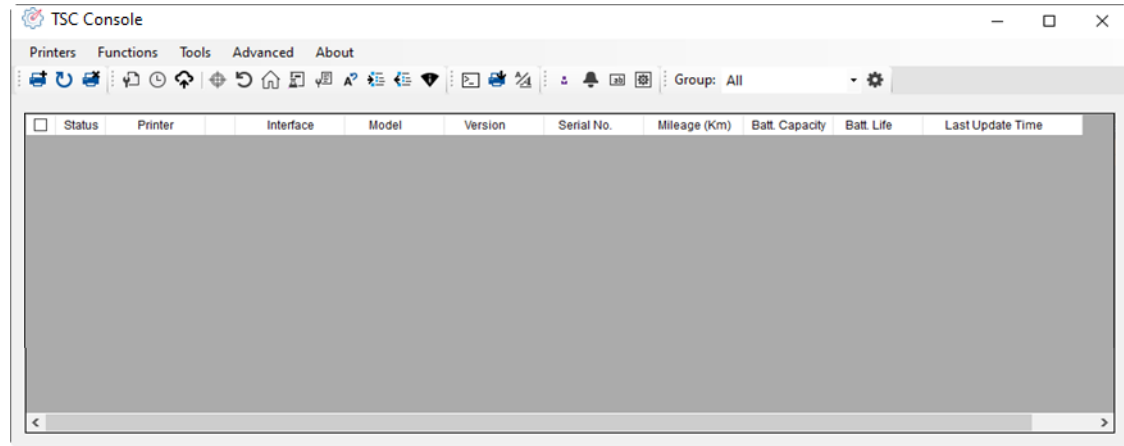 TSC Console
Printers Functions Tools Advanced About
Group: All
Status Printer Interface Model Version Serial No. Mileage (Km) Batt. Capacity Batt. Life Last Update Time